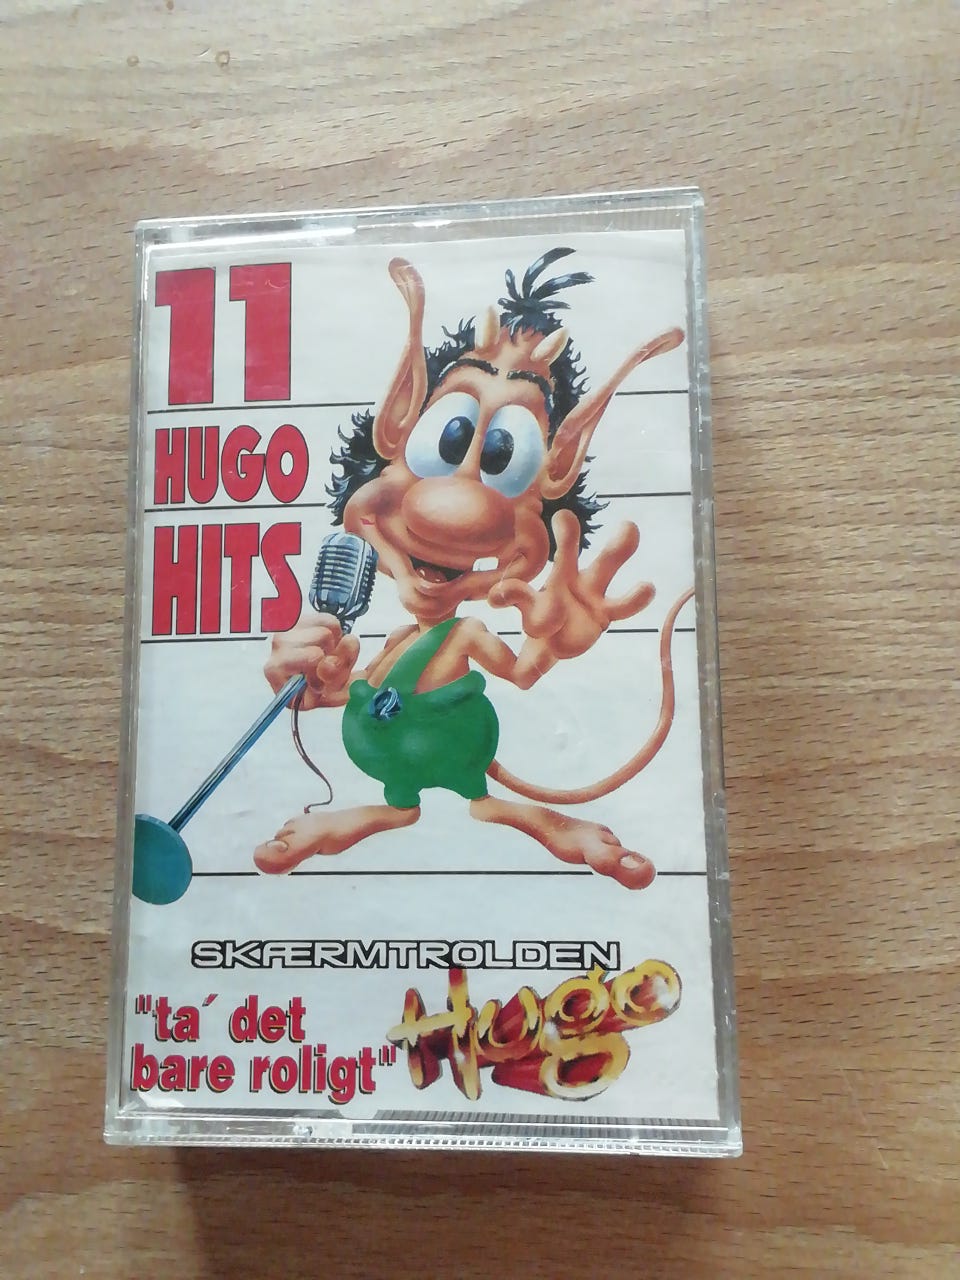 11
HUGO
HITS
SKÆRMTROLDEN
Hugo
"ta´ det
bare roligt"